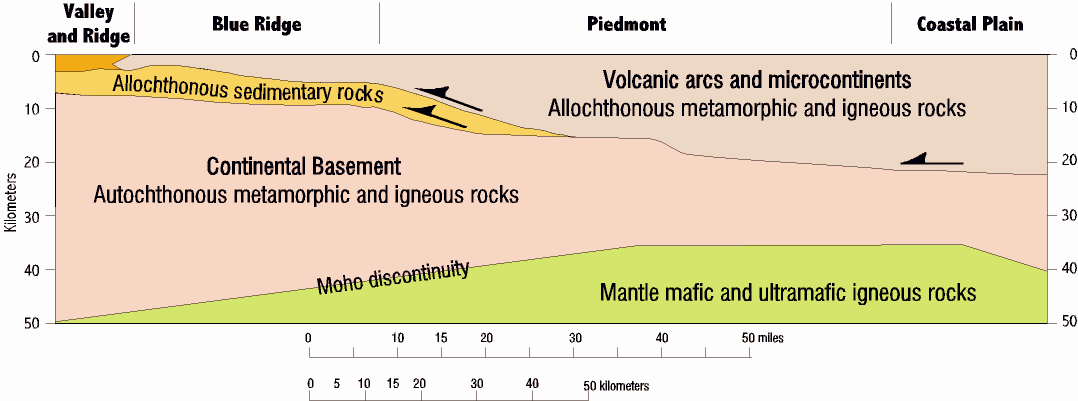 Valley
and Ridge
Blue Ridge
Piedmont
Coastal Plain
0
0
Allochthonous sedimentary rocks
Volcanic arcs and microcontinents
Allochthonous metamorphic and igneous rocks
10
10
20
20
Continental Basement
Autochthonous metamorphic and igneous rocks
Kilometers
30
30
40
40
Moho discontinuity
Mantle mafic and ultramafic igneous rocks
50
50
0 10 15 20 30 40 50 miles
0 5 10 15 20 30 40 50 kilometers